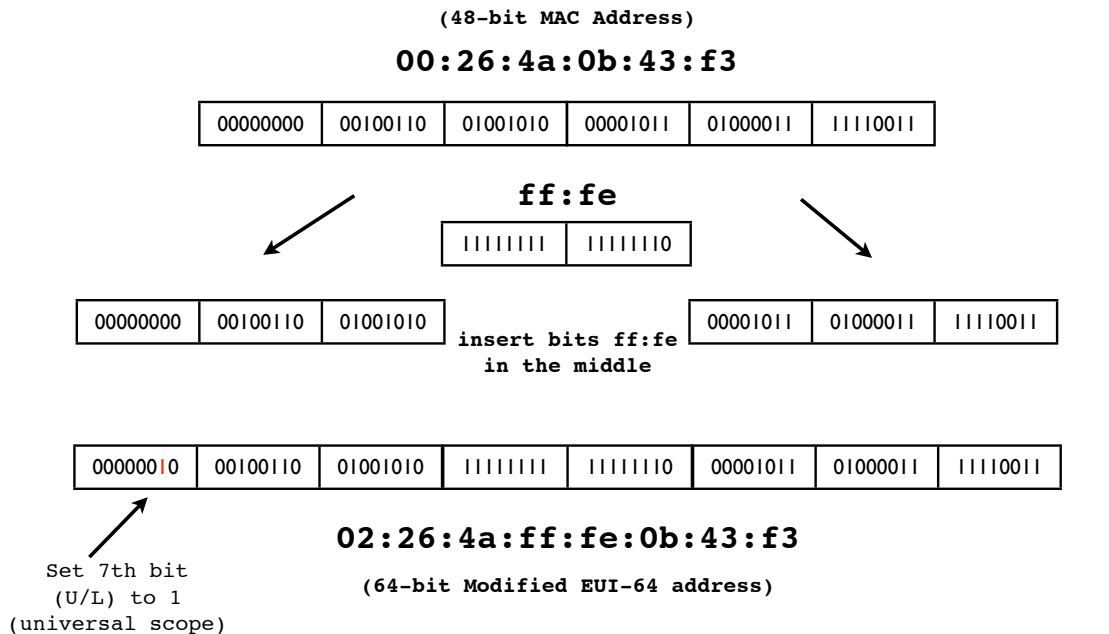 (48-bit MAC Address)
00:26:4a:0b:43:f3
00000000 00100110 01001010 00001011 01000011 11110011
ff:fe
11111111 11111110
00000000 00100110 01001010
00001011 01000011 11110011
insert bits ff:fe
in the middle
00000010 00100110 01001010 11111111 11111110 00001011 01000011 11110011
02:26:4a:ff:fe:0b:43:f3
(64-bit Modified EUI-64 address)
Set 7th bit
(U/L) to 1
(universal scope)